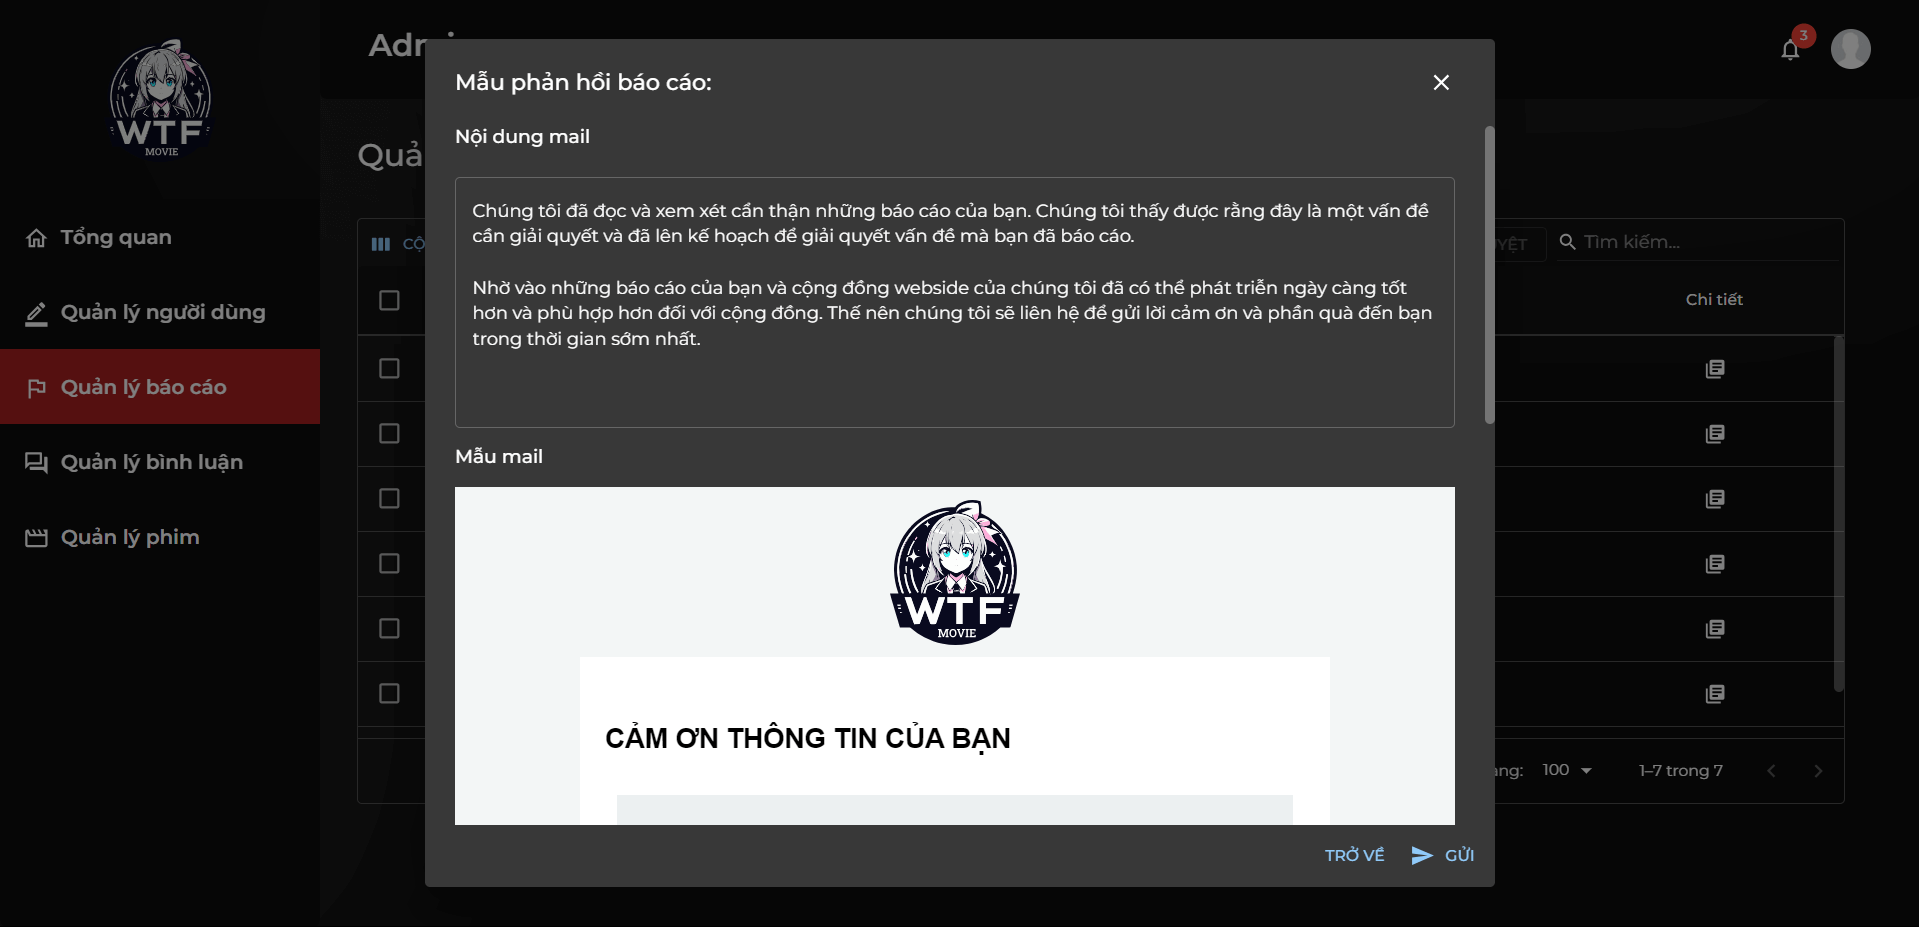 WTF
MOVIE
Tổng quan
Quản lý người dùng
Quản lý báo cáo
Quản lý bình luận
Quản lý phim
3
Mẫu phản hồi báo cáo:
Nội dung mail
Chúng tôi đã đọc và xem xét cẩn thận những báo cáo của bạn. Chúng tôi thấy được rằng đây là một vấn đề
cần giải quyết và đã lên kế hoạch để giải quyết vấn đề mà bạn đã báo cáo.
Nhờ vào những báo cáo của bạn và cộng đồng webside của chúng tôi đã có thể phát triễn ngày càng tốt
hơn và phù hợp hơn đối với cộng đồng. Thế nên chúng tôi sẽ liên hệ để gửi lời cảm ơn và phần quà đến bạn
trong thời gian sớm nhất.
Mẫu mail
WTF
MOVIE
CẢM ƠN THÔNG TIN CỦA BẠN
TRỞ VỀ
GỬI
Tìm kiếm...
Chi tiết
100
1–7 trong 7